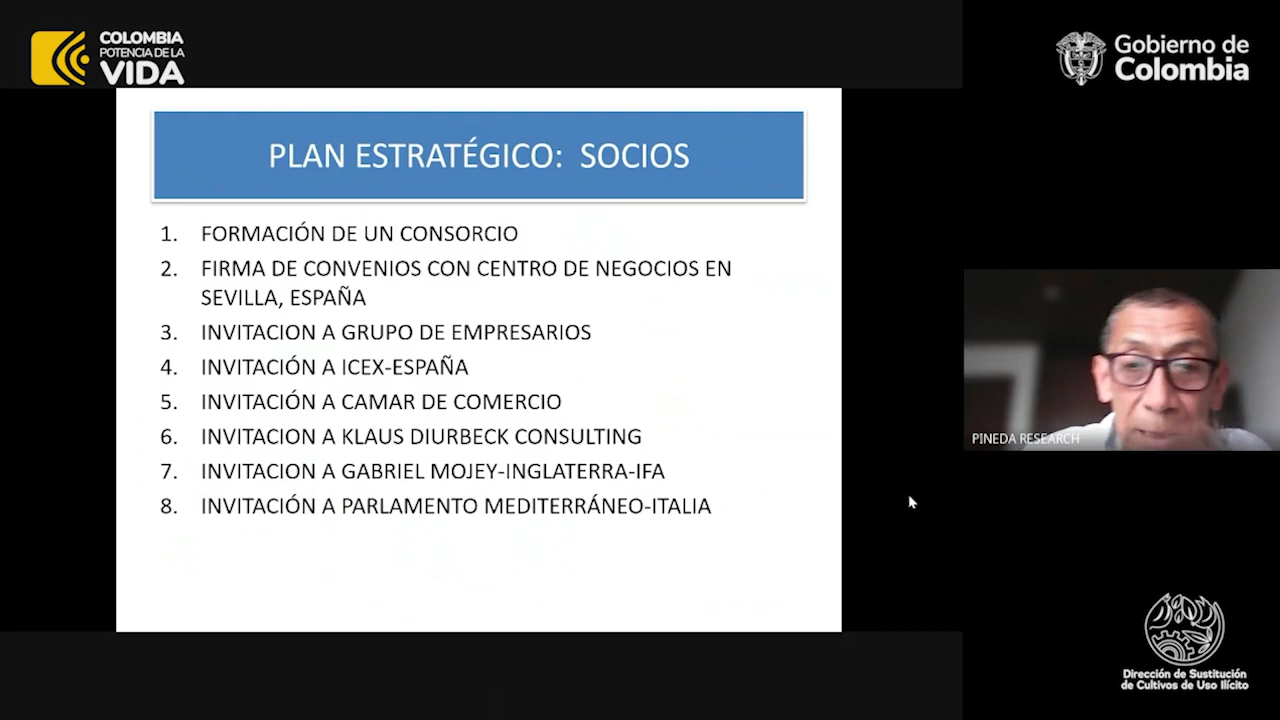 COLOMBIA
POTENCIA DE LA
VIDA
Gobierno de
Colombia
PLAN ESTRATÉGICO: SOCIOS
1. FORMACIÓN DE UN CONSORCIO
2. FIRMA DE CONVENIOS CON CENTRO DE NEGOCIOS EN
SEVILLA, ESPAÑA
3. INVITACION A GRUPO DE EMPRESARIOS
4. INVITACIÓN A ICEX-ESPAÑA
5. INVITACIÓN A CAMAR DE COMERCIO
6. INVITACION A KLAUS DIURBECK CONSULTING
7. INVITACION A GABRIEL MOJEY-INGLATERRA-IFA
8. INVITACIÓN A PARLAMENTO MEDITERRÁNEO-ITALIA
PINEDA RESEARCH
Dirección de Sustitución
de Cultivos de Uso Ilícito